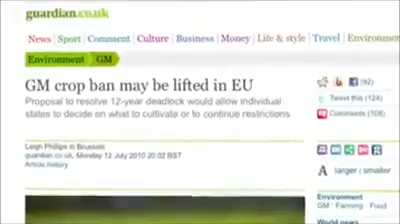 guardian.co.uk
News Sport Comment Culture Business Money Life & style Travel Environment
Environment GM
GM crop ban may be lifted in EU
Proposal to resolve 12-year deadlock would allow individual
states to decide on what to cultivate or to continue restrictions
(92)
Tweet this (124)
Comments (108)
Leigh Phillips in Brussels
guardian.co.uk, Monday 12 July 2010 20.02 BST
Article history
A larger | smaller
Environment
GM · Farming · Food
World news